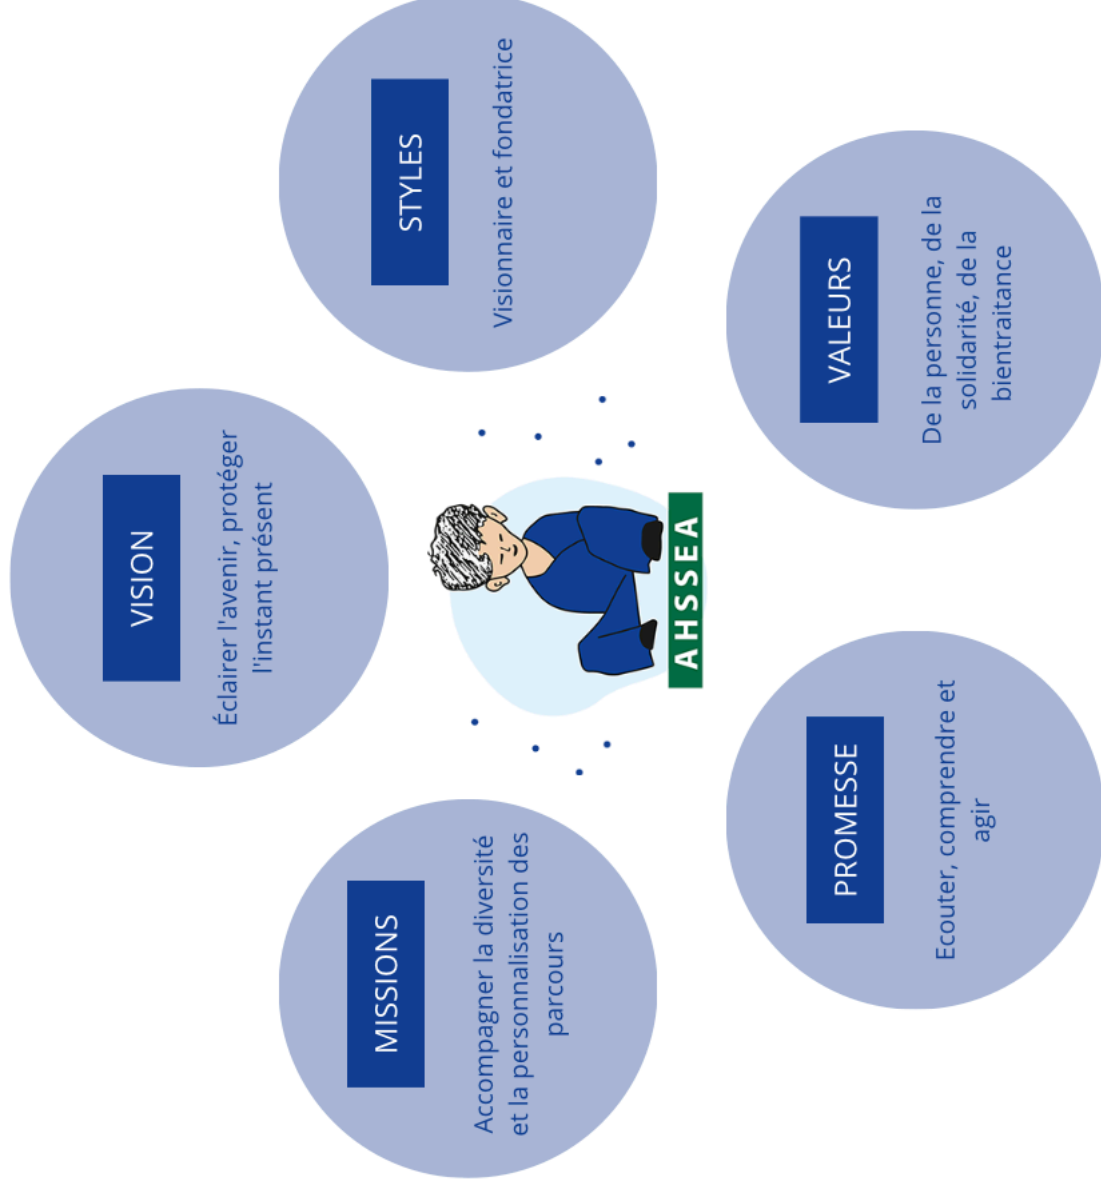 VISION
Éclairer l'avenir, protéger
l'instant présent
MISSIONS
Accompagner la diversité
et la personnalisation des
parcours
STYLES
Visionnaire et fondatrice
AHSSEA
PROMESSE
Ecouter, comprendre et
agir
VALEURS
De la personne, de la
solidarité, de la
bientraitance